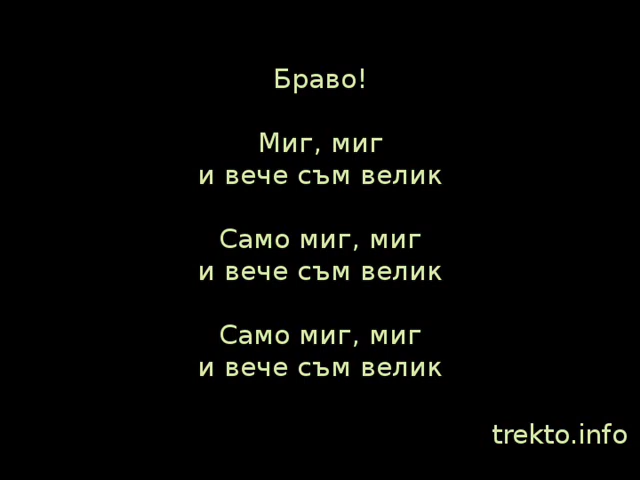 Браво!
Миг, миг
и вече съм велик
Само миг, миг
и вече съм велик
Само миг, миг
и вече съм велик
trekto.info